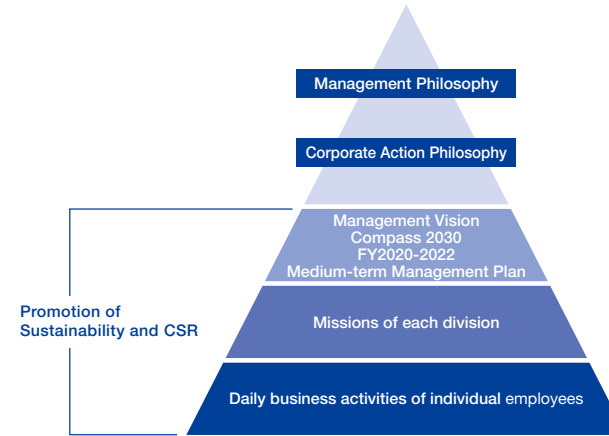 Management Philosophy
Corporate Action Philosophy
Management Vision
Compass 2030
FY2020-2022
Medium-term Management Plan
Promotion of
Sustainability and CSR
Missions of each division
Daily business activities of individual employees